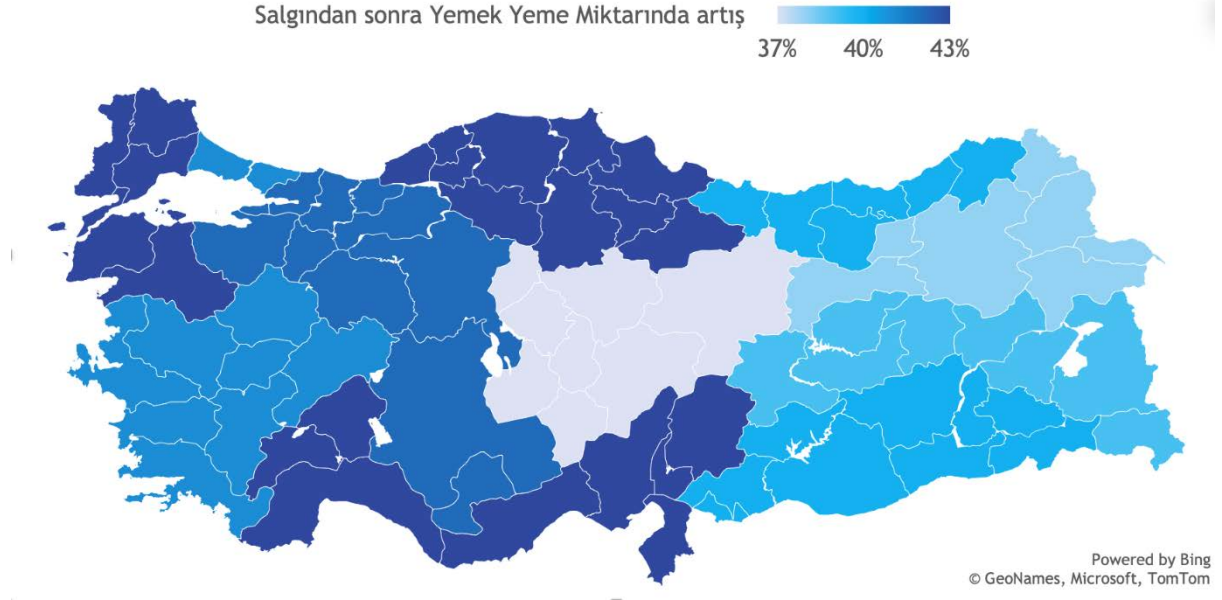 Salgından sonra Yemek Yeme Miktarında artış
37% 40% 43%
Powered by Bing
© GeoNames, Microsoft, TomTom